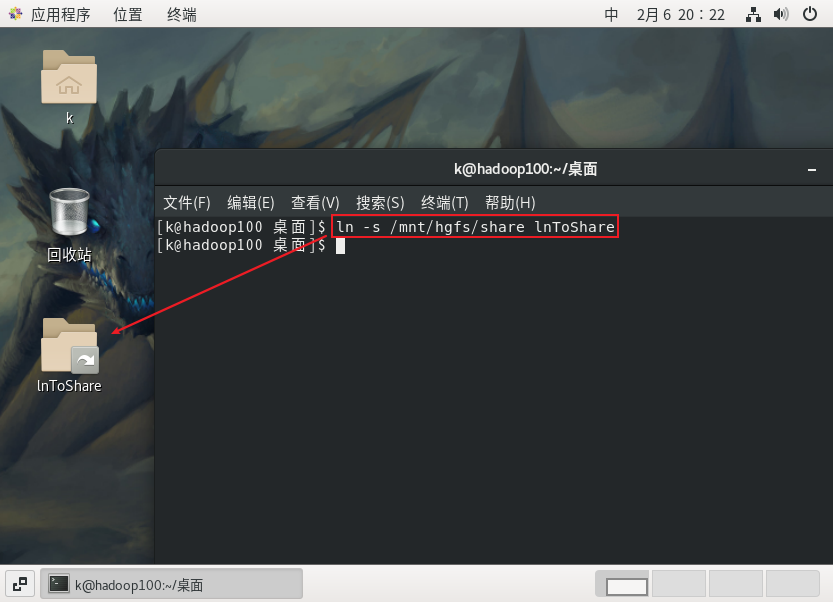 应用程序 位置 终端 中 2月 6 20：22
k
k@hadoop100:~/桌面
文件(F) 编辑(E) 查看(V) 搜索(S) 终端(T) 帮助(H)
[k@hadoop100 桌面]$ ln -s /mnt/hgfs/share lnToShare
[k@hadoop100 桌面]$
回收站
lnToShare
k@hadoop100:~/桌面